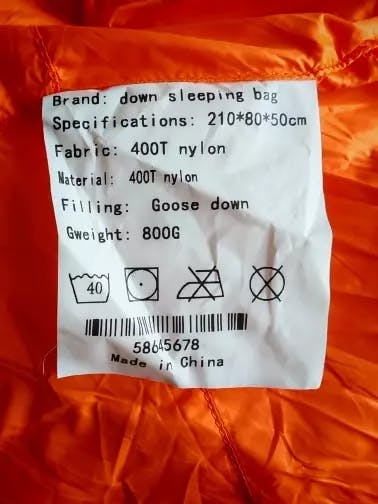 Brand: down sleeping bag
Specifications: 210*80*50cm
Fabric: 400T nylon
Material: 400T nylon
Filling: Goose down
Gweight: 800G
40
58645678
Made in China